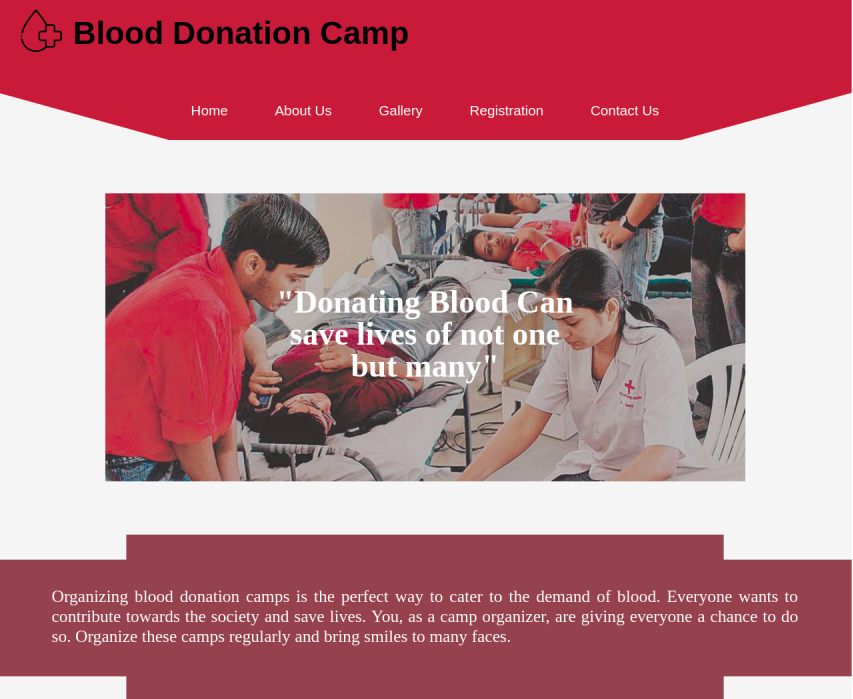 Blood Donation Camp
Home About Us Gallery Registration Contact Us
"Donating Blood Can
save lives of not one
but many"
Organizing blood donation camps is the perfect way to cater to the demand of blood. Everyone wants to
contribute towards the society and save lives. You, as a camp organizer, are giving everyone a chance to do
so. Organize these camps regularly and bring smiles to many faces.